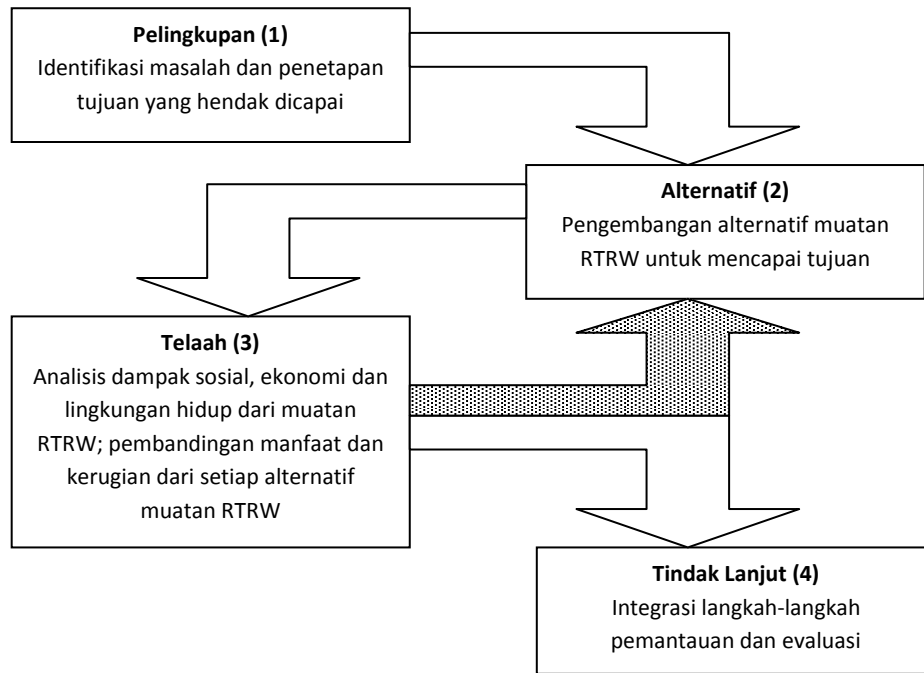 Pelingkupan (1)
Identifikasi masalah dan penetapan
tujuan yang hendak dicapai
Alternatif (2)
Pengembangan alternatif muatan
RTRW untuk mencapai tujuan
Telaah (3)
Analisis dampak sosial, ekonomi dan
lingkungan hidup dari muatan
RTRW; pembandingan manfaat dan
kerugian dari setiap alternatif
muatan RTRW
Tindak Lanjut (4)
Integrasi langkah-langkah
pemantauan dan evaluasi